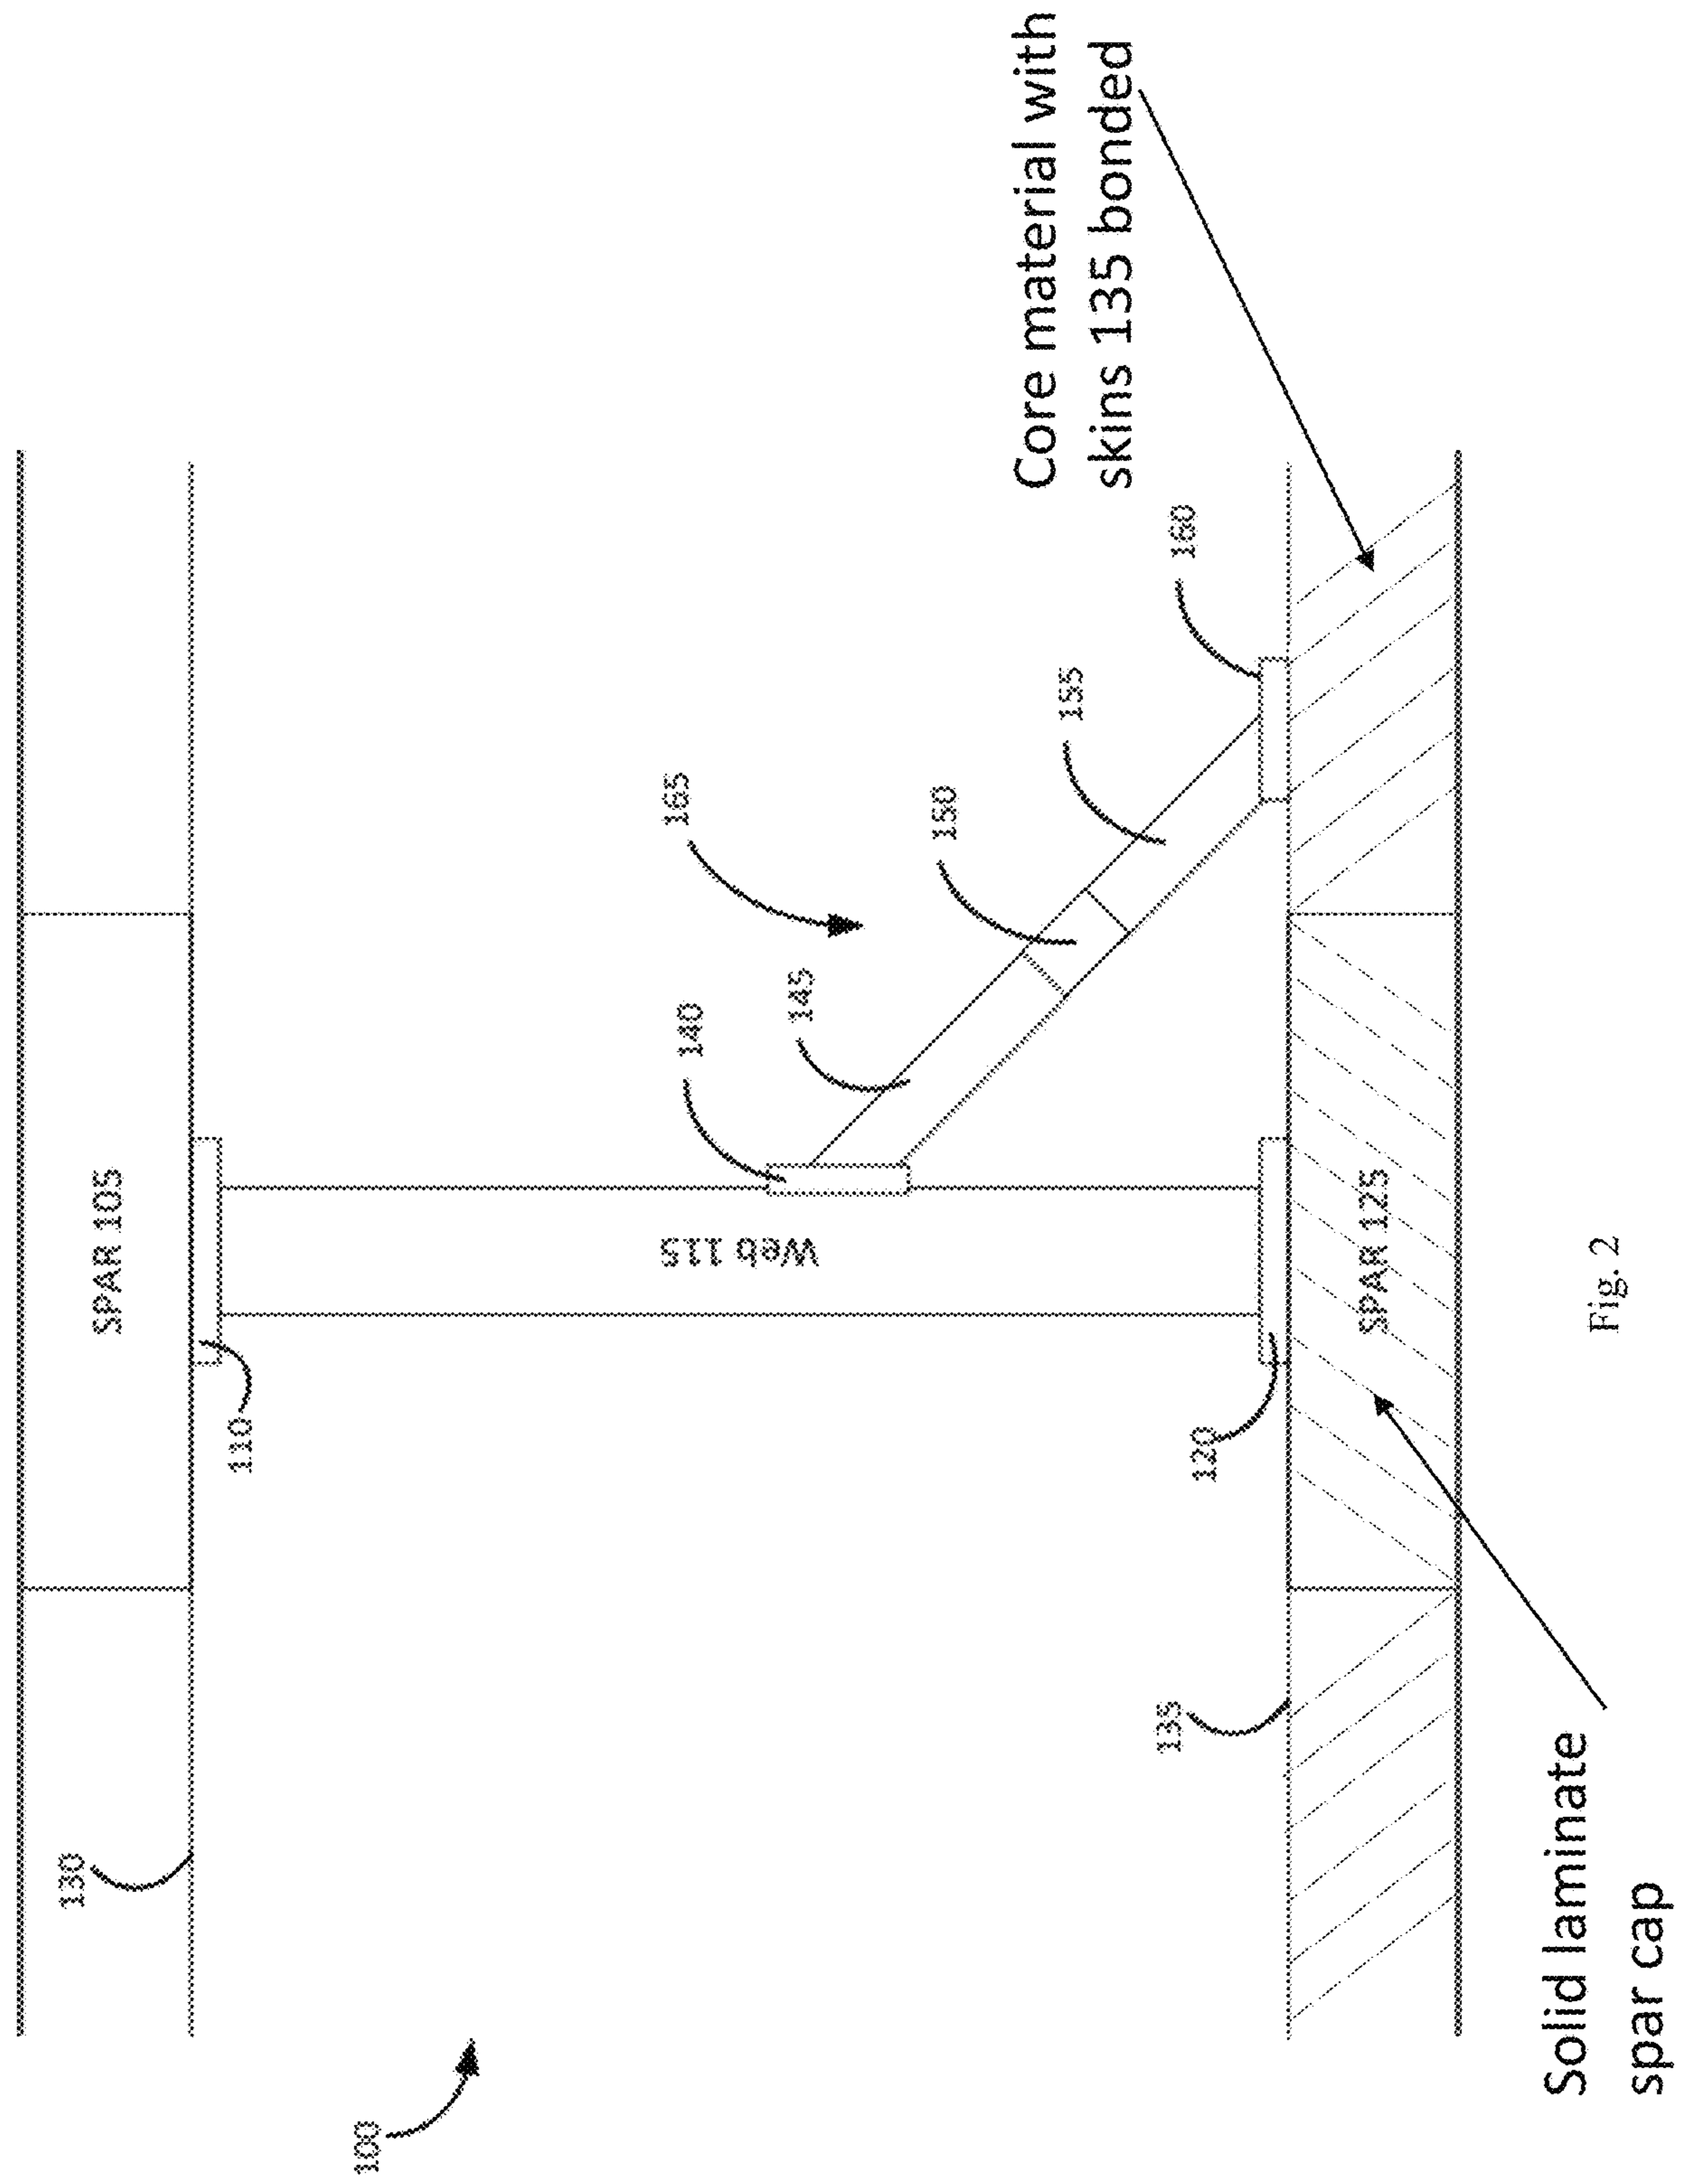 SPAR 105
130
110
Web 115
140
145
165
150
155
160
Core material with
skins 135 bonded
120
135
SPAR 125
Solid laminate
spar cap
100
Fig. 2